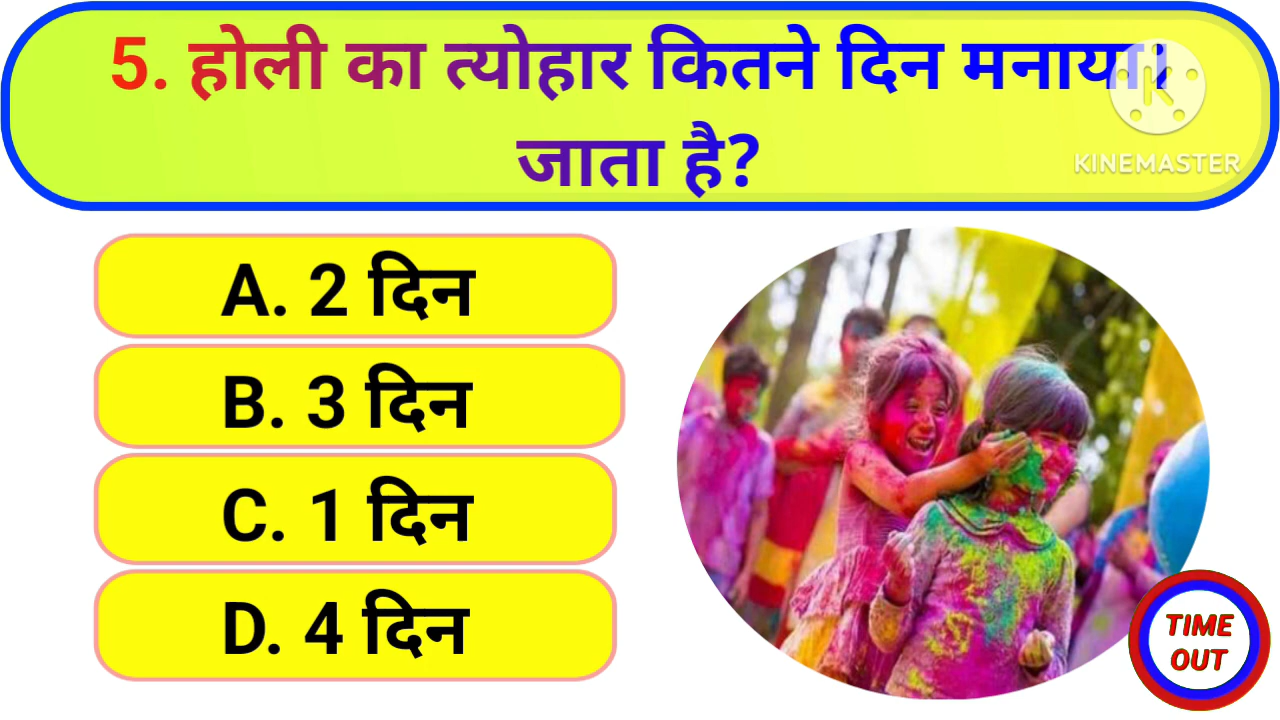 5. होली का त्योहार कितने दिन मनाया
जाता है?
KINEMASTER
A. 2 दिन
B. 3 दिन
C. 1 दिन
D. 4 दिन
TIME
OUT